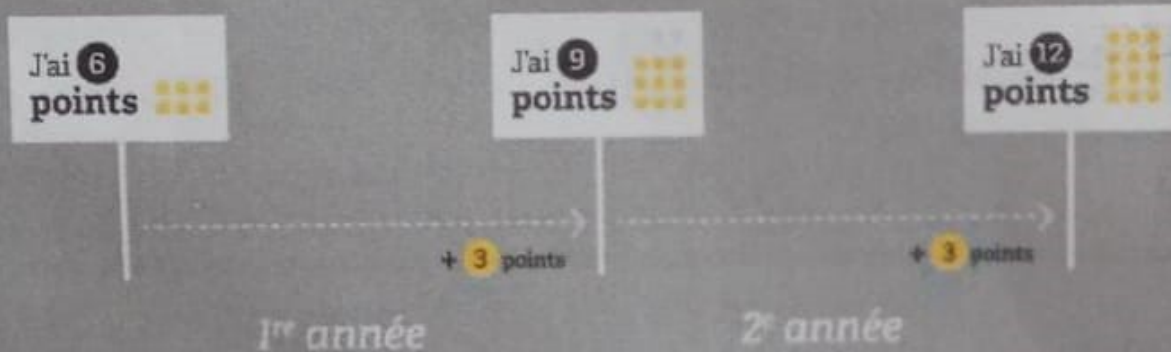 J'ai 6
points
J'ai 9
points
J'ai 12
points
+ 3 points
+ 3 points
1re année
2e année